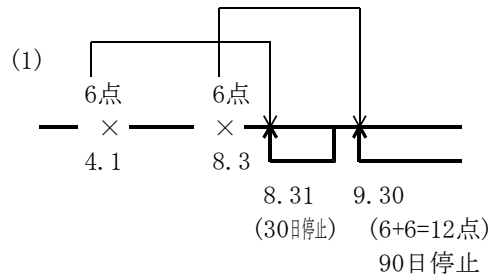 (1)
6点 6点
× ×
4.1 8.3
8.31 9.30
(30日停止) (6+6=12点)
90日停止